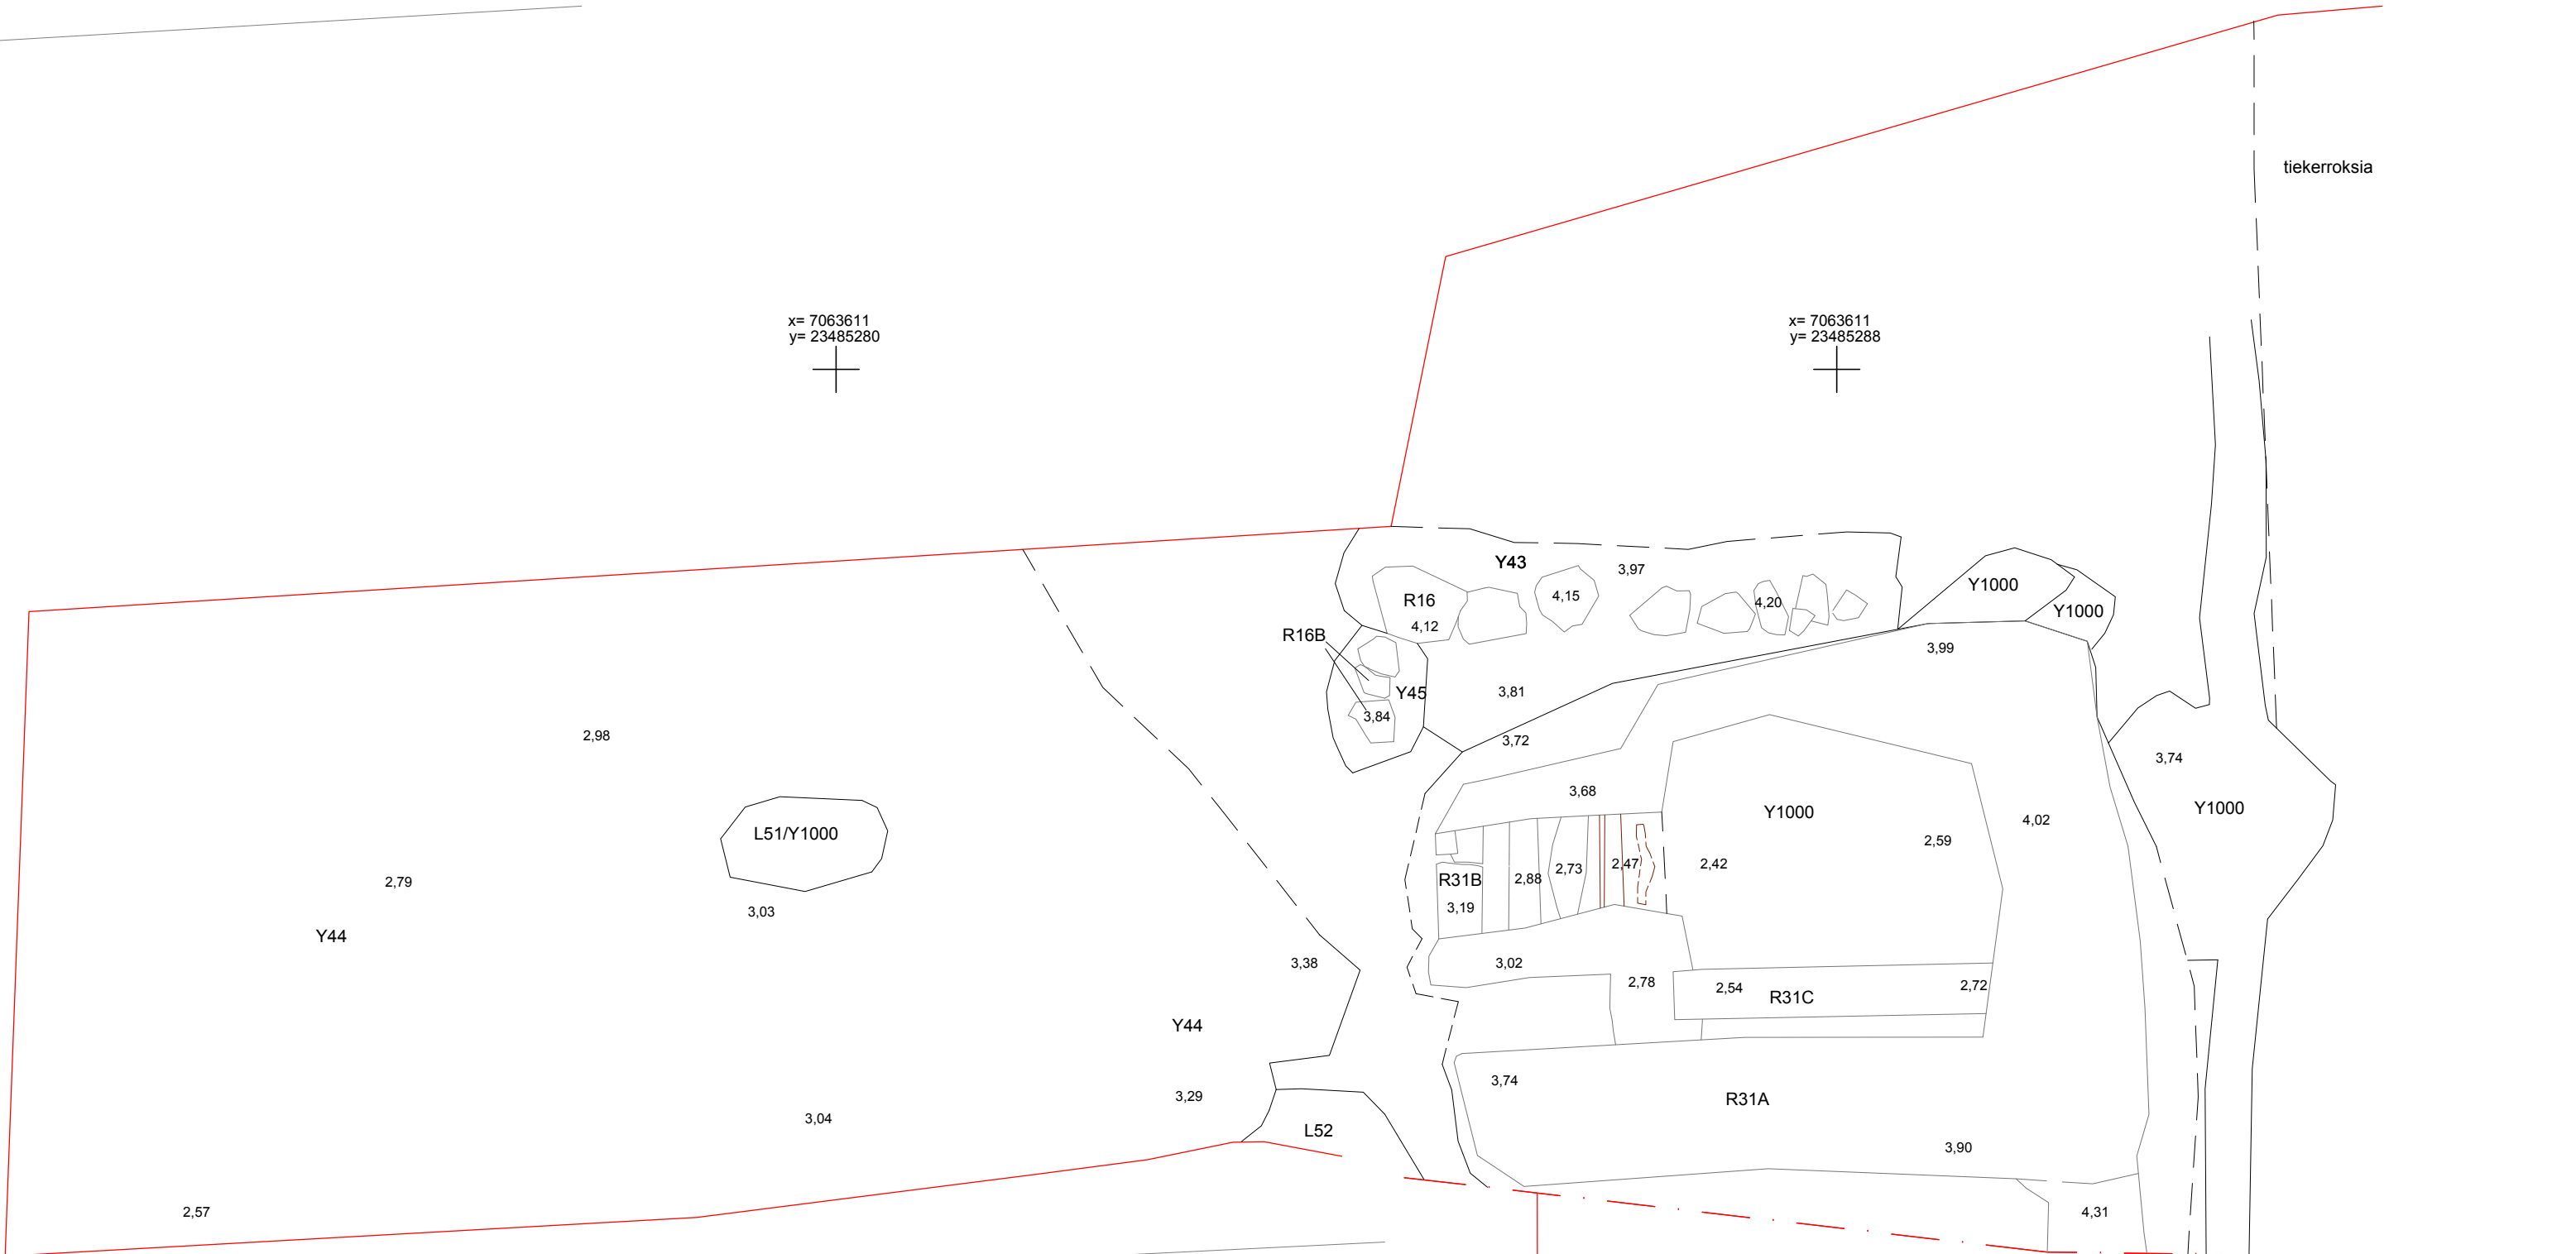 tiekerroksia
x= 7063611
y= 23485280
x= 7063611
y= 23485288
Y43
3,97
Y1000
R16
4,15
4,20
Y1000
4,12
R16B
3,99
Y45
3,81
3,84
3,72
2,98
3,74
3,68
Y1000
Y1000
4,02
L51/Y1000
2,59
2,42
2,47
2,73
2,88
R31B
2,79
3,19
3,03
Y44
3,38
3,02
2,78
2,54
2,72
R31C
Y44
3,74
3,29
R31A
3,04
L52
3,90
2,57
4,31